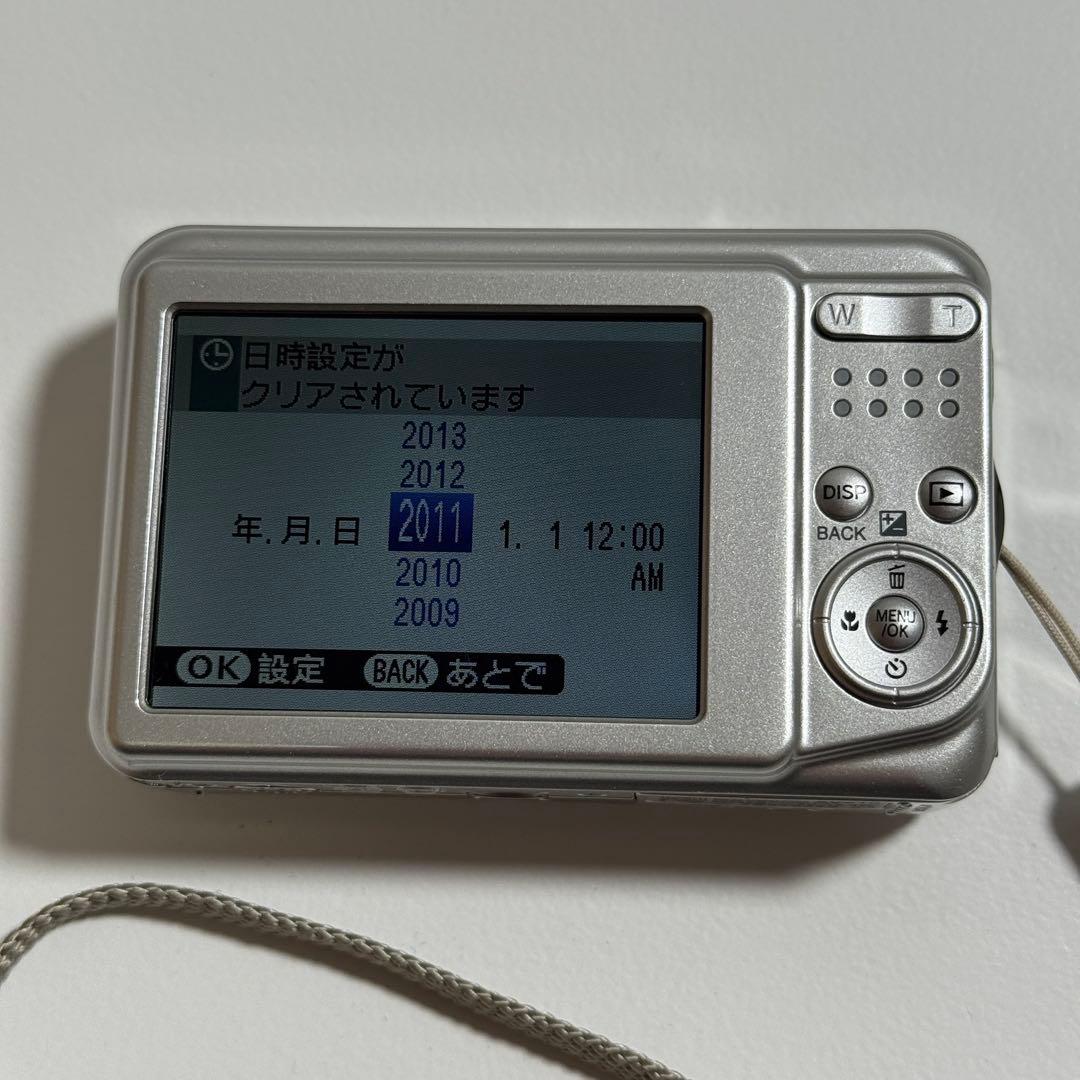 日時設定が
クリアされています
2013
2012
年.月.日 2011 1. 1 12:00
2010 AM
2009
OK 設定 BACK あとで
W T
DISP
BACK
MENU
/OK